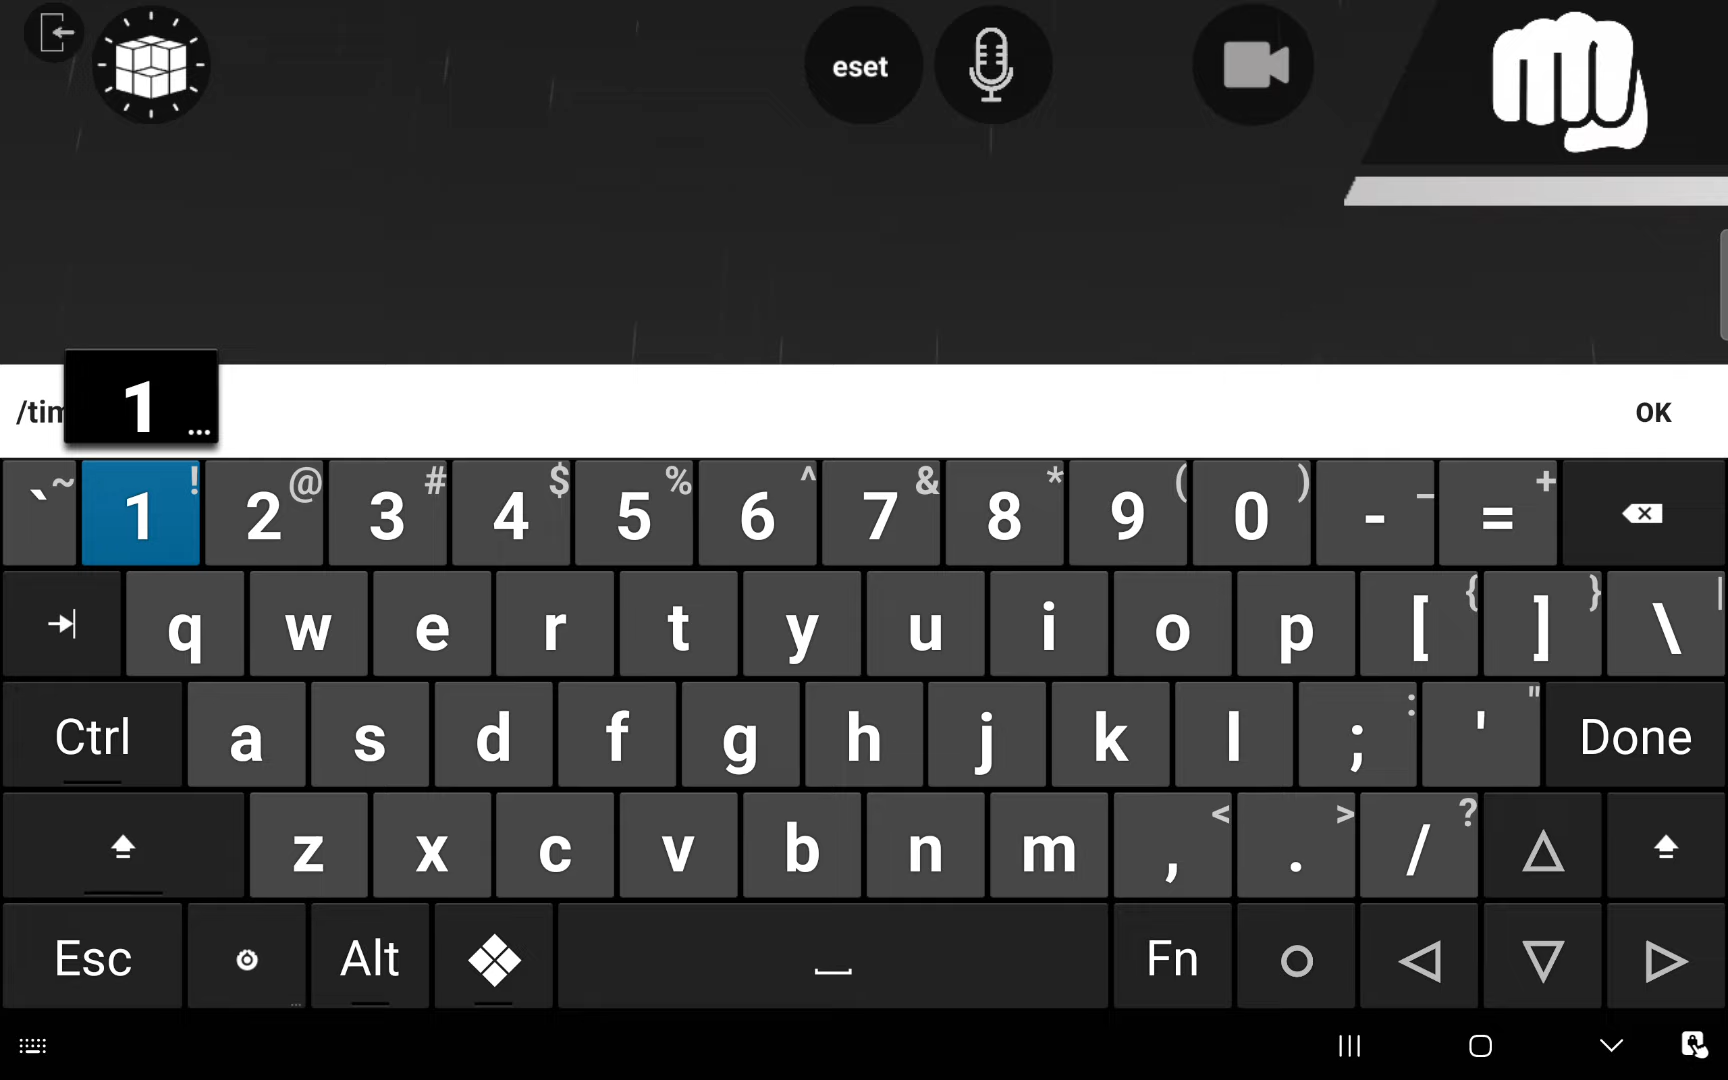 eset
/tim
1
...
OK
` ~ 1 ! 2 @ 3 # 4 $ 5 % 6 ^ 7 & 8 * 9 ( 0 ) - _ = +
q w e r t y u i o p [ { ] } \ |
Ctrl a s d f g h j k l ; : ' " Done
z x c v b n m , < . > / ?
Esc ... Alt Fn